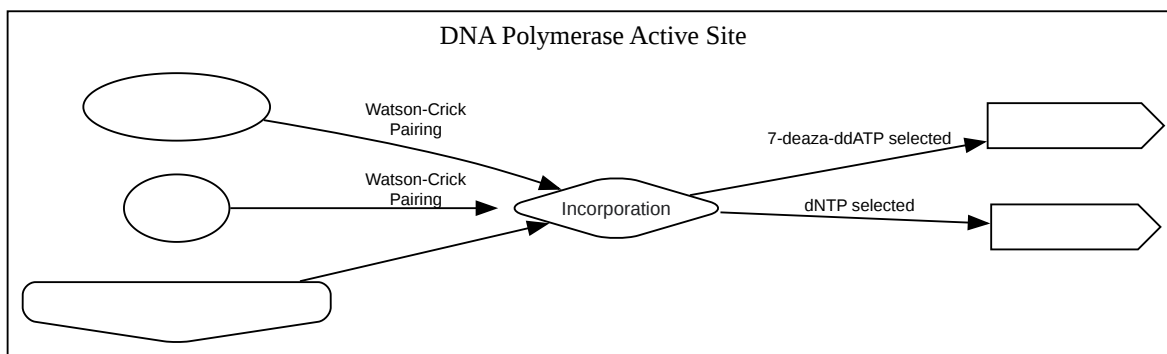 DNA Polymerase Active Site
Watson-Crick
Pairing
7-deaza-ddATP selected
Watson-Crick
Pairing
Incorporation
dNTP selected